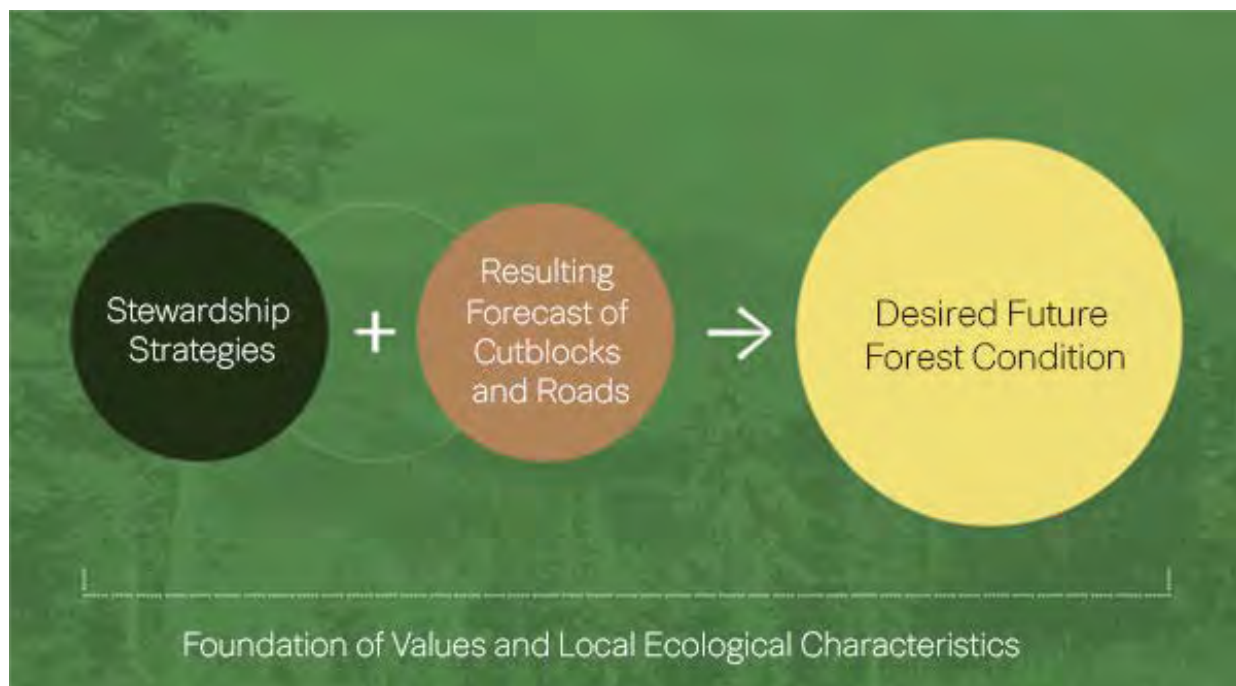 Stewardship
Strategies
+
Resulting
Forecast of
Cutblocks
and Roads
→
Desired Future
Forest Condition
Foundation of Values and Local Ecological Characteristics